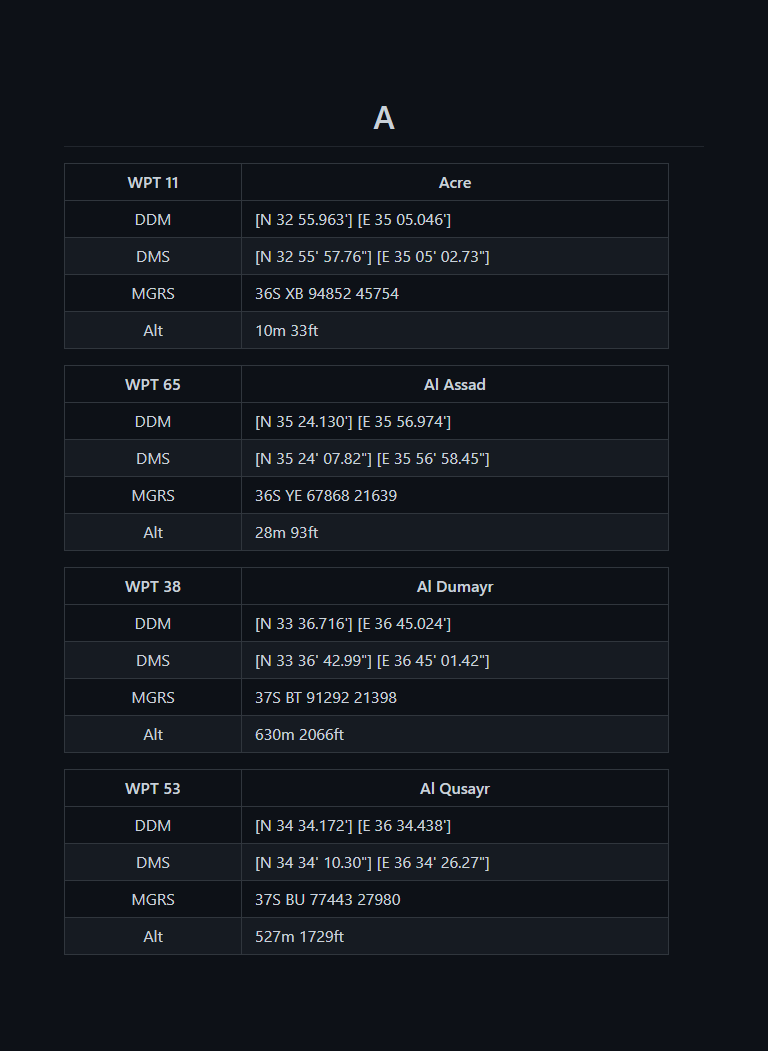 A
WPT 11 Acre
DDM [N 32 55.963'] [E 35 05.046']
DMS [N 32 55' 57.76"] [E 35 05' 02.73"]
MGRS 36S XB 94852 45754
Alt 10m 33ft
WPT 65 Al Assad
DDM [N 35 24.130'] [E 35 56.974']
DMS [N 35 24' 07.82"] [E 35 56' 58.45"]
MGRS 36S YE 67868 21639
Alt 28m 93ft
WPT 38 Al Dumayr
DDM [N 33 36.716'] [E 36 45.024']
DMS [N 33 36' 42.99"] [E 36 45' 01.42"]
MGRS 37S BT 91292 21398
Alt 630m 2066ft
WPT 53 Al Qusayr
DDM [N 34 34.172'] [E 36 34.438']
DMS [N 34 34' 10.30"] [E 36 34' 26.27"]
MGRS 37S BU 77443 27980
Alt 527m 1729ft